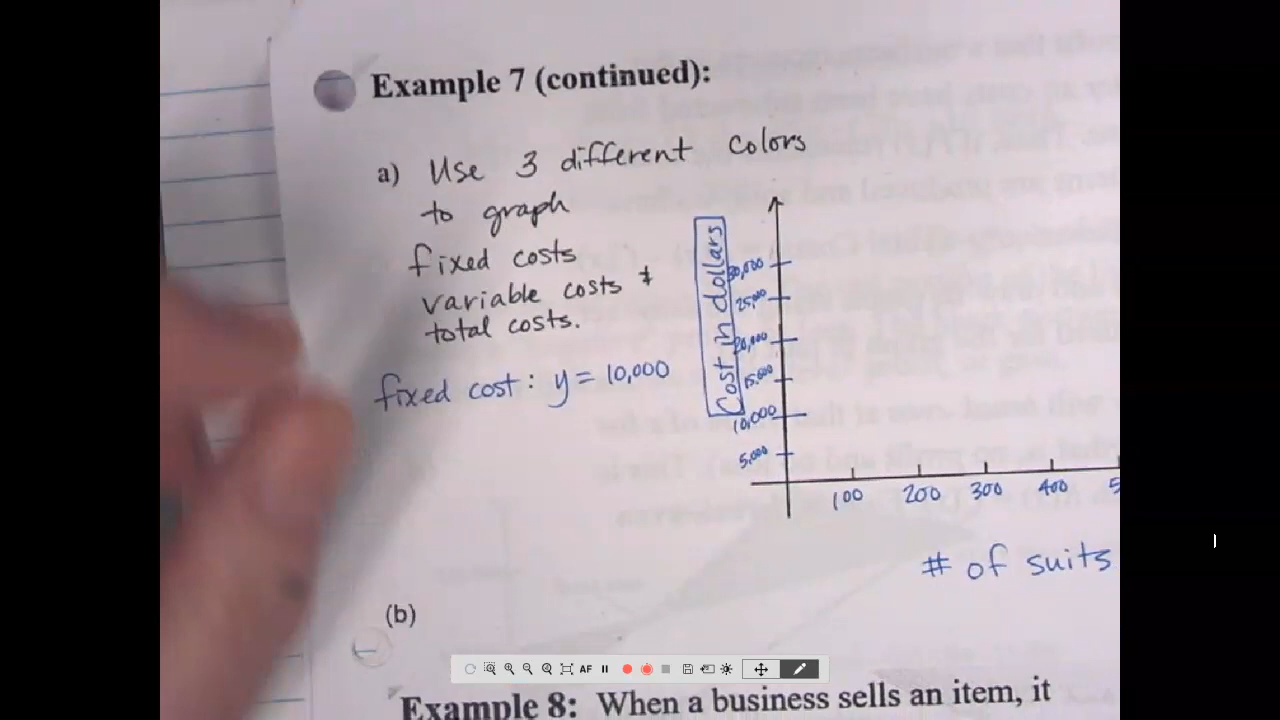 Example 7 (continued):
a) Use 3 different colors
to graph
fixed costs
variable costs &
total costs.
fixed cost: y = 10,000
Cost in dollars
30,000
25,000
20,000
15,000
10,000
5,000
100 200 300 400 5
# of suits
(b)
AF
Example 8: When a business sells an item, it